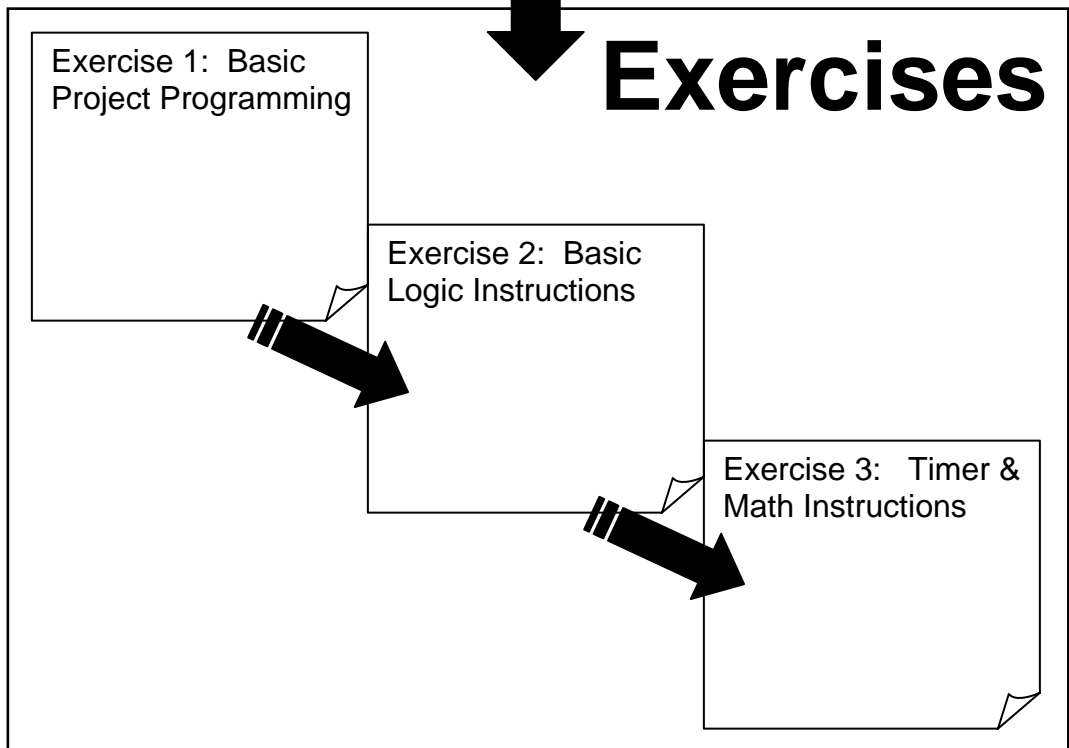 Exercises
Exercise 1:  Basic
Project Programming
Exercise 2:  Basic
Logic Instructions
Exercise 3:   Timer &
Math Instructions